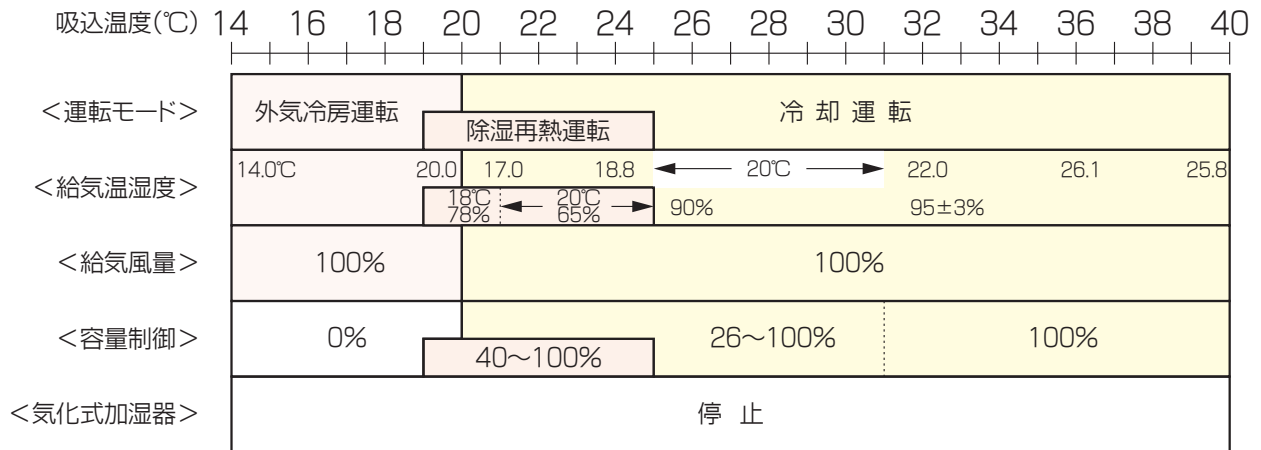 吸込温度(℃) 14 16 18 20 22 24 26 28 30 32 34 36 38 40
＜運転モード＞ 外気冷房運転 冷却運転
除湿再熱運転
＜給気温湿度＞ 14.0℃ 20.0 17.0 18.8 20℃ 22.0 26.1 25.8
18℃ 20℃
78% 65% 90% 95±3%
＜給気風量＞ 100% 100%
＜容量制御＞ 0% 26〜100% 100%
40〜100%
＜気化式加湿器＞ 停止